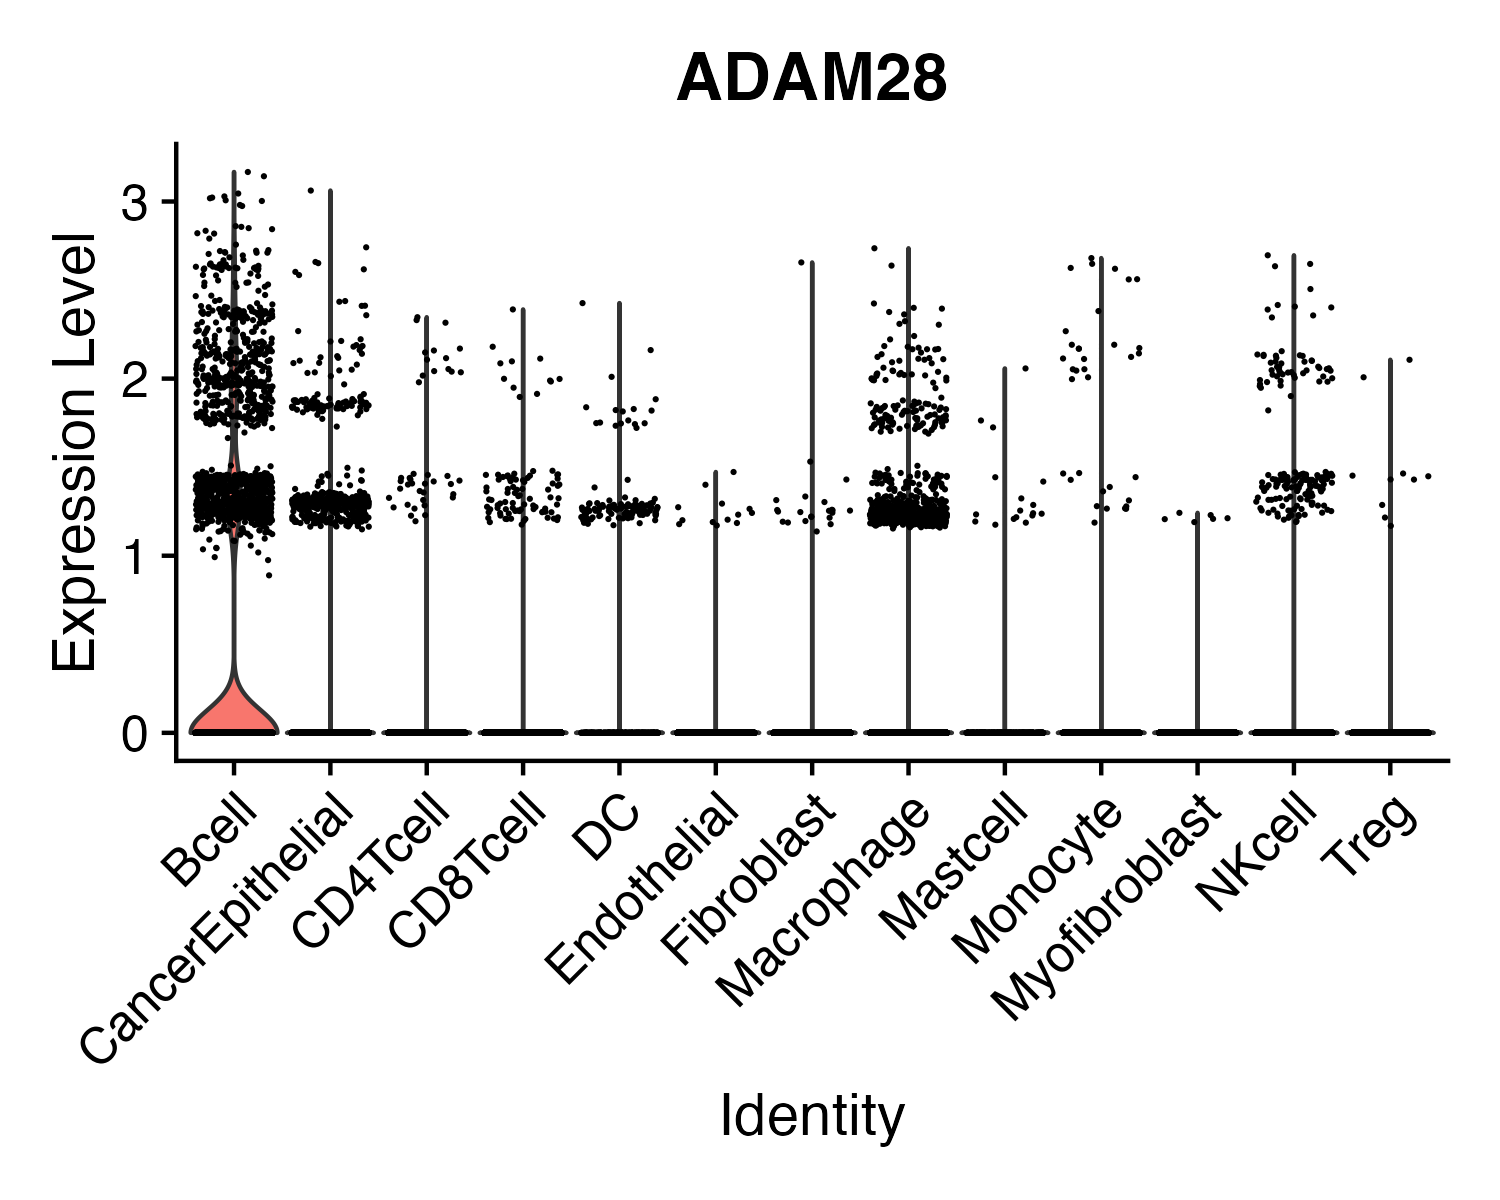 ADAM28
Expression Level
3
2
1
0
Bcell
CancerEpithelial
CD4Tcell
CD8Tcell
DC
Endothelial
Fibroblast
Macrophage
Mastcell
Monocyte
Myofibroblast
NKcell
Treg
Identity